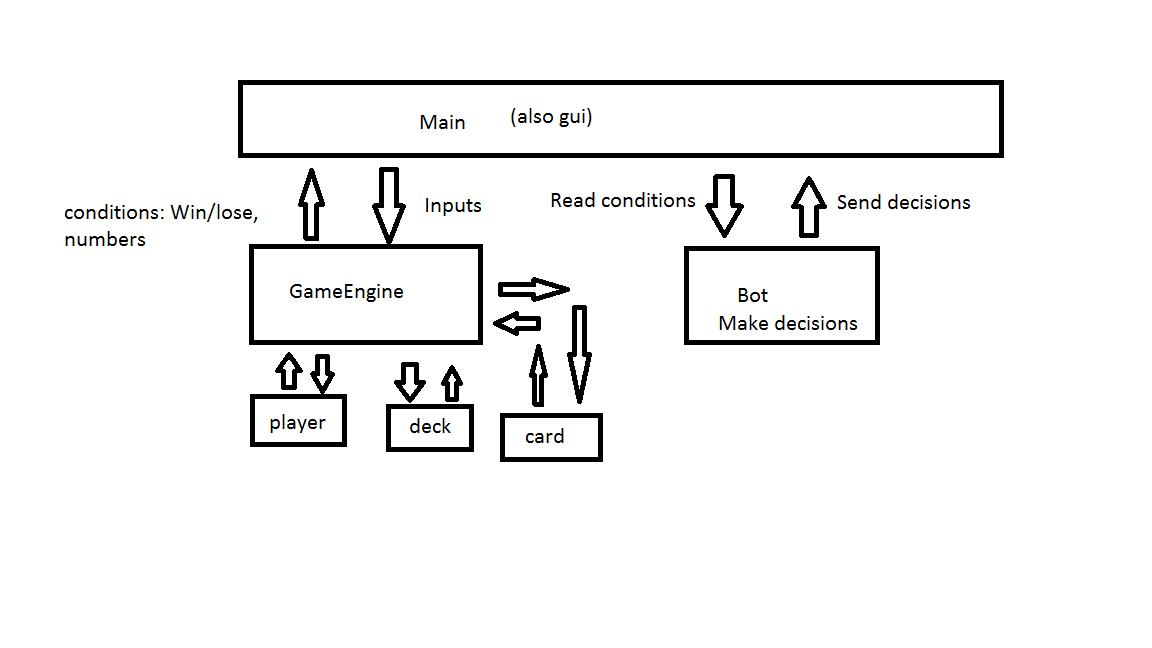 Main (also gui)
conditions: Win/lose,
numbers
Inputs
Read conditions
Send decisions
GameEngine
Bot
Make decisions
player
deck
card